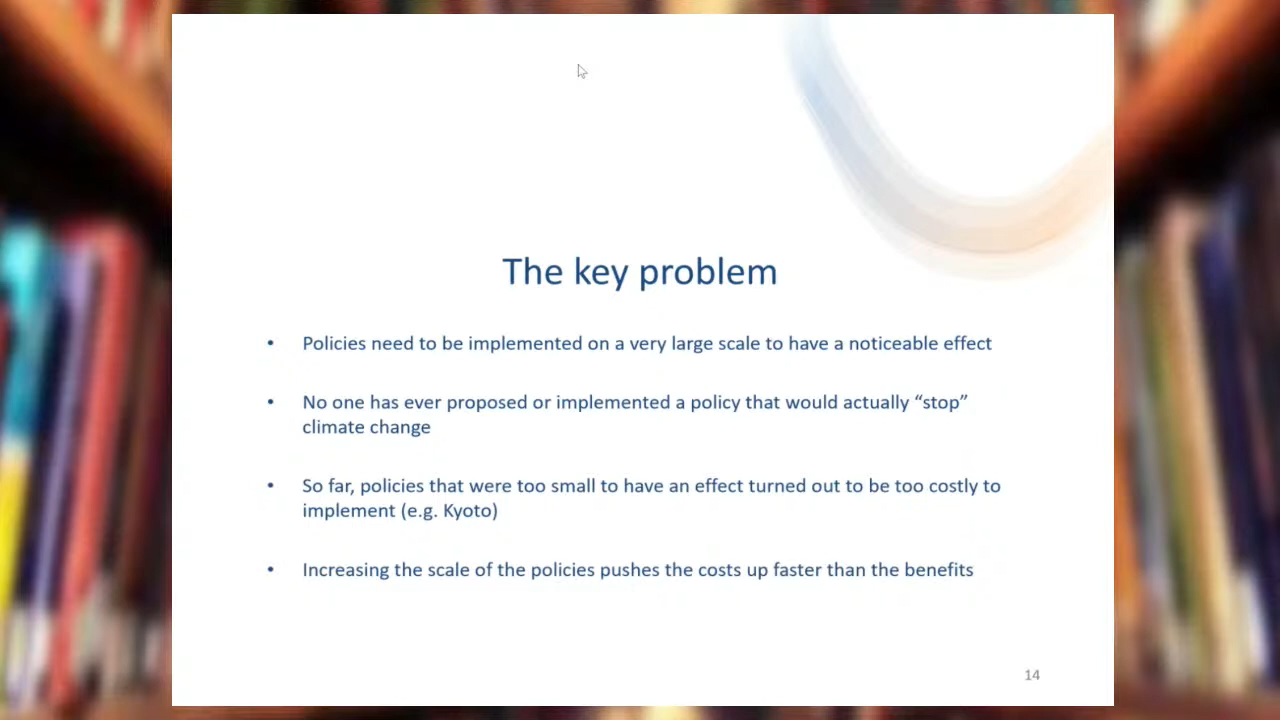 The key problem
• Policies need to be implemented on a very large scale to have a noticeable effect
• No one has ever proposed or implemented a policy that would actually “stop”
climate change
• So far, policies that were too small to have an effect turned out to be too costly to
implement (e.g. Kyoto)
• Increasing the scale of the policies pushes the costs up faster than the benefits
14